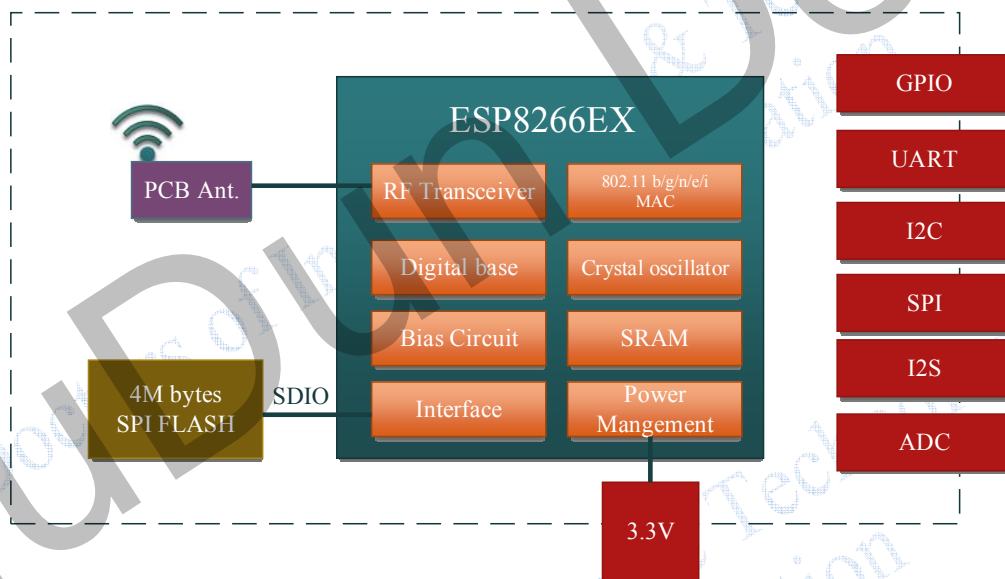 ESP8266EX
PCB Ant.
RF Transceiver
802.11 b/g/n/e/i
MAC
Digital base
Crystal oscillator
Bias Circuit
SRAM
4M bytes
SPI FLASH
SDIO
Interface
Power
Mangement
3.3V
GPIO
UART
I2C
SPI
I2S
ADC